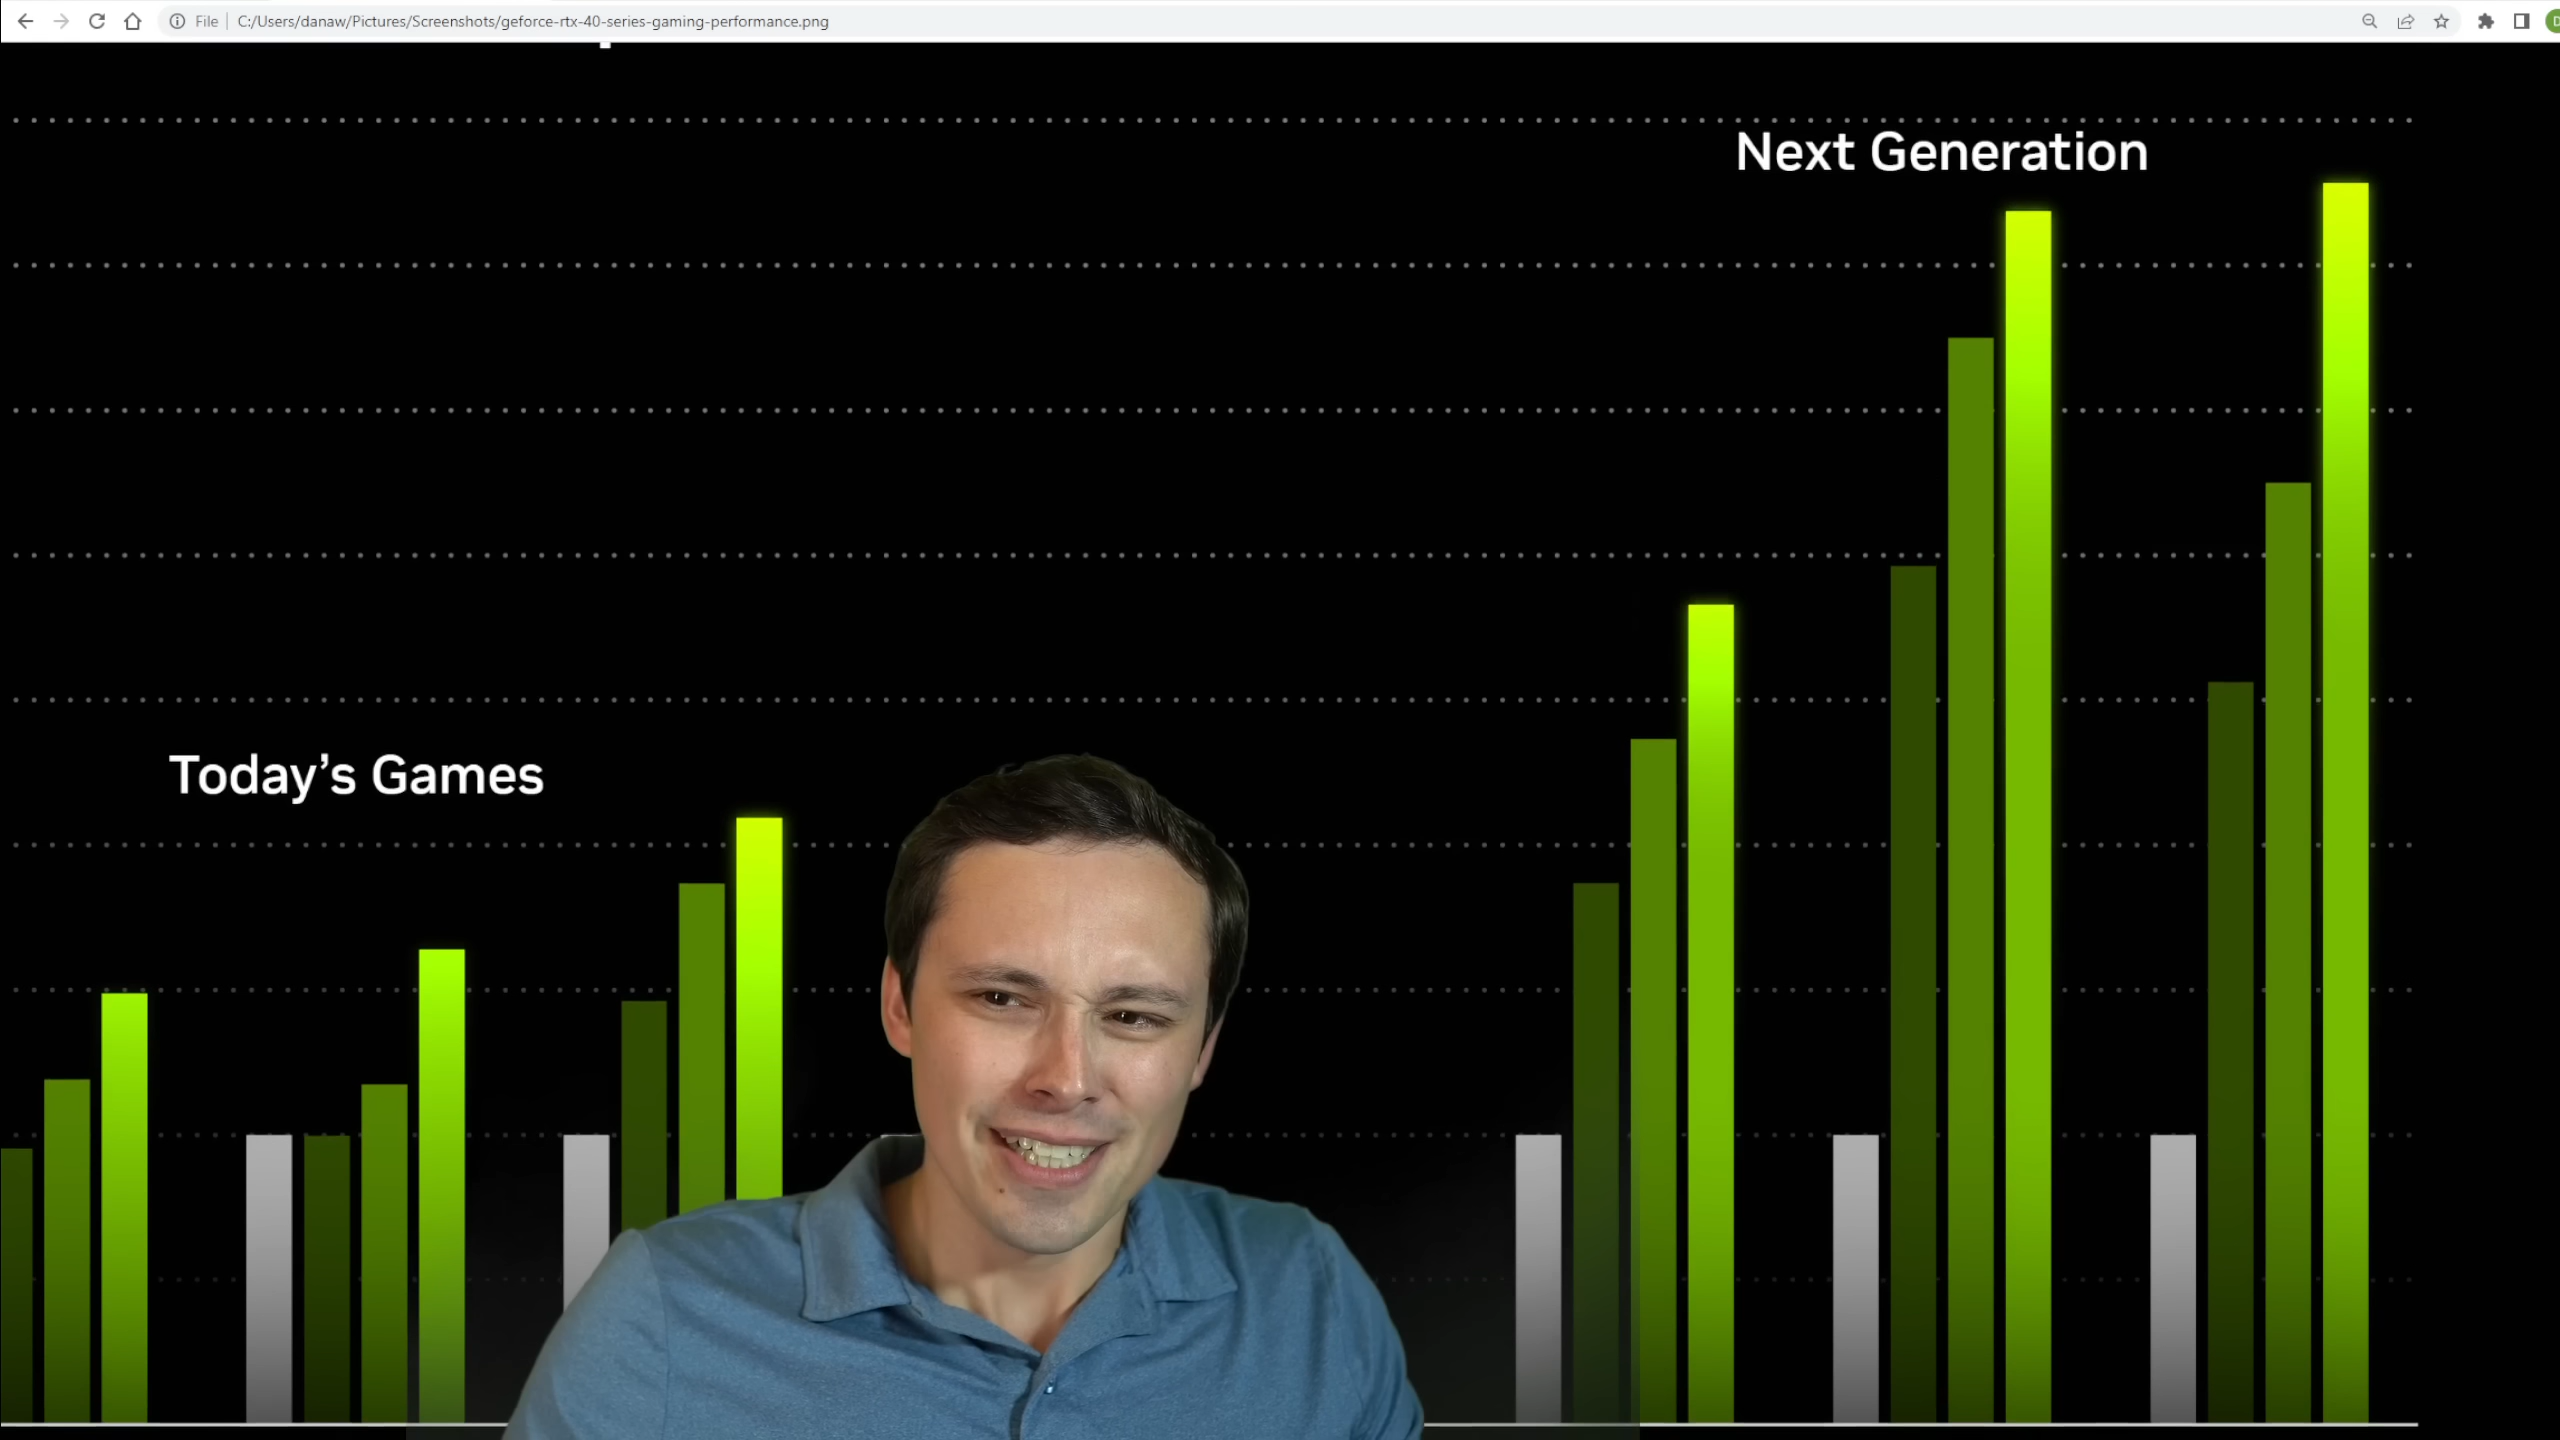 File
C:/Users/danaw/Pictures/Screenshots/geforce-rtx-40-series-gaming-performance.png
Next Generation
Today’s Games